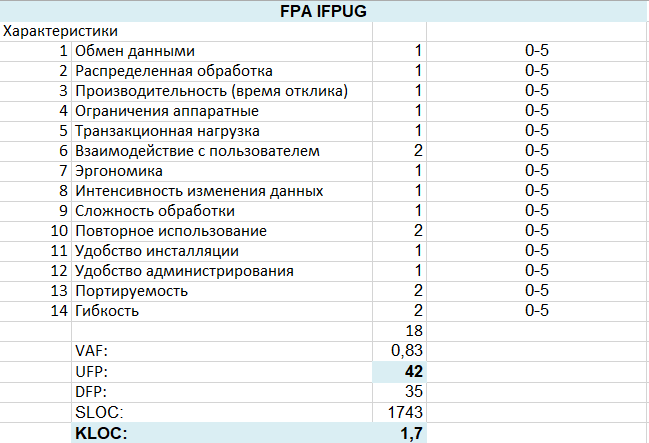 FPA IFPUG
Характеристики
1 Обмен данными 1 0-5
2 Распределенная обработка 1 0-5
3 Производительность (время отклика) 1 0-5
4 Ограничения аппаратные 1 0-5
5 Транзакционная нагрузка 1 0-5
6 Взаимодействие с пользователем 2 0-5
7 Эргономика 1 0-5
8 Интенсивность изменения данных 1 0-5
9 Сложность обработки 1 0-5
10 Повторное использование 2 0-5
11 Удобство инсталляции 1 0-5
12 Удобство администрирования 1 0-5
13 Портируемость 2 0-5
14 Гибкость 2 0-5
18
VAF: 0,83
UFP: 42
DFP: 35
SLOC: 1743
KLOC: 1,7